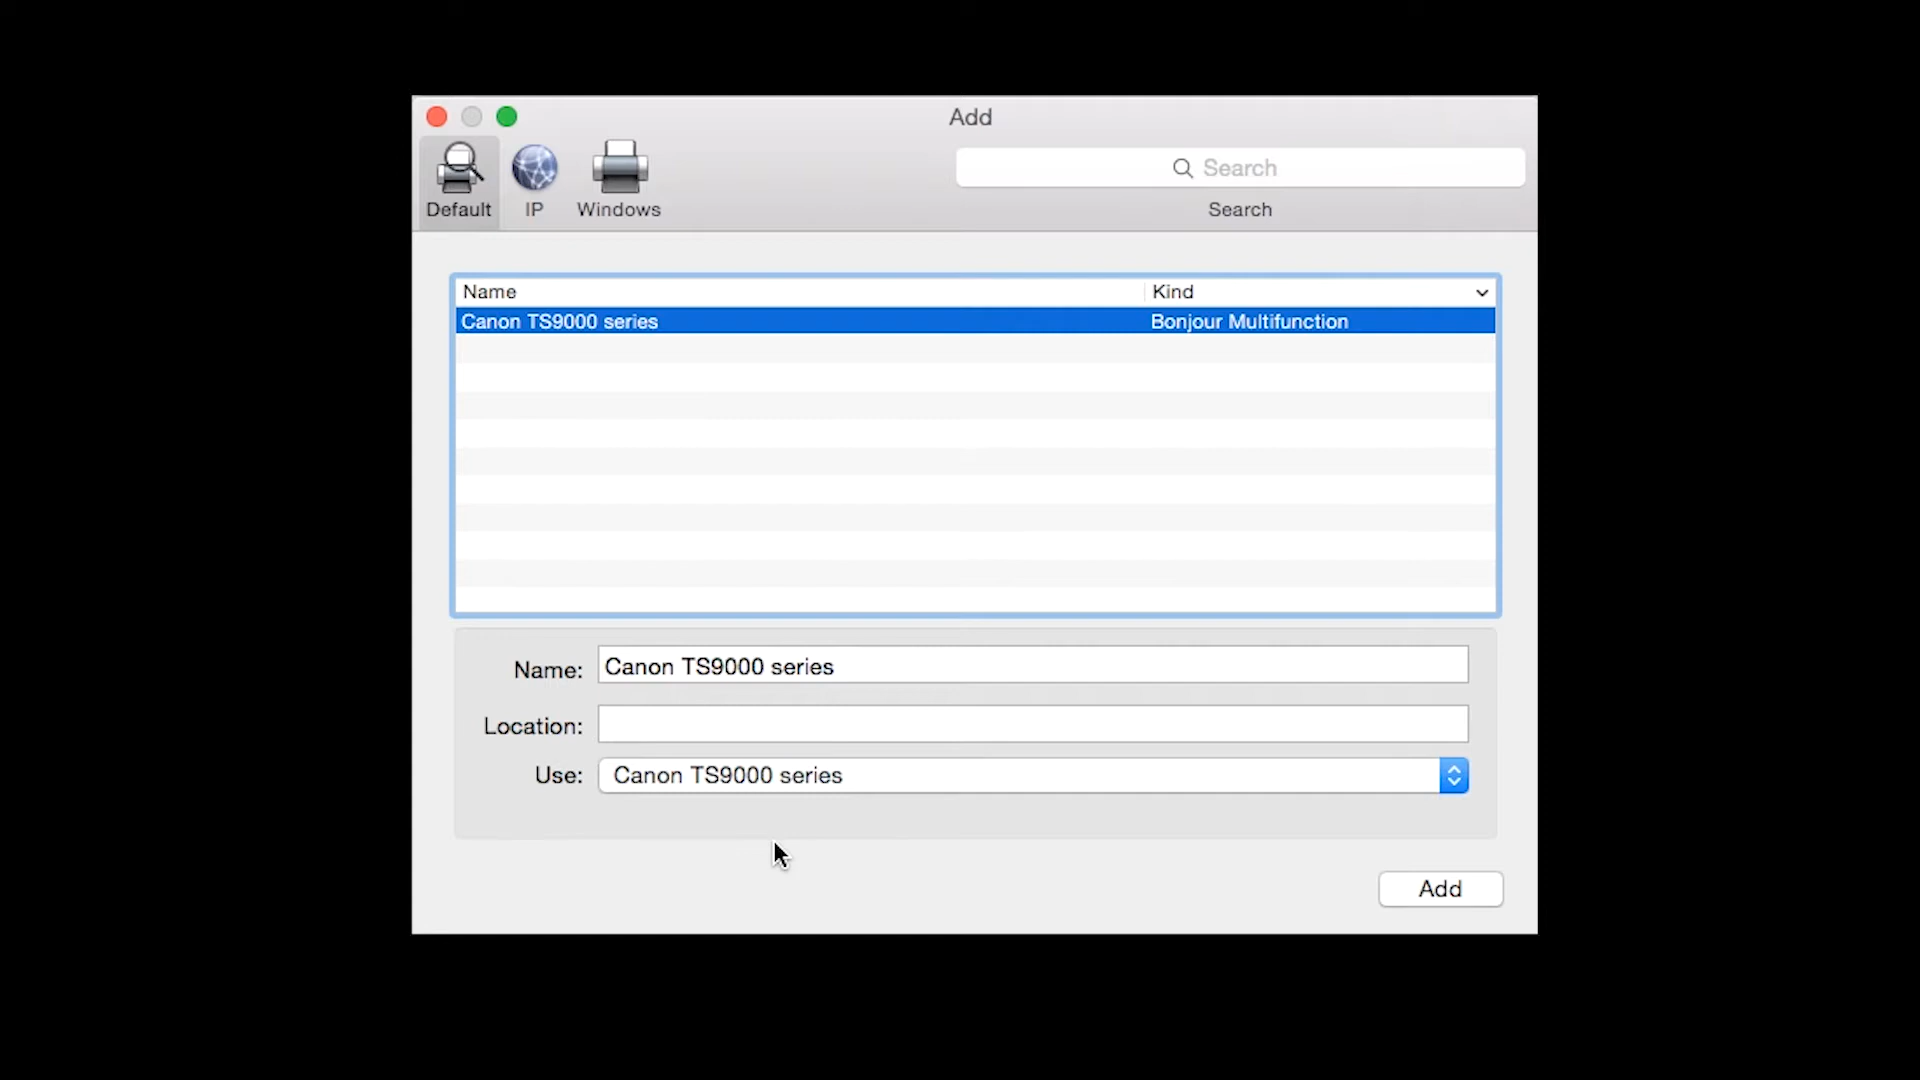 Add
Default IP Windows
Search
Search
Name Kind
Canon TS9000 series Bonjour Multifunction
Name: Canon TS9000 series
Location:
Use: Canon TS9000 series
Add